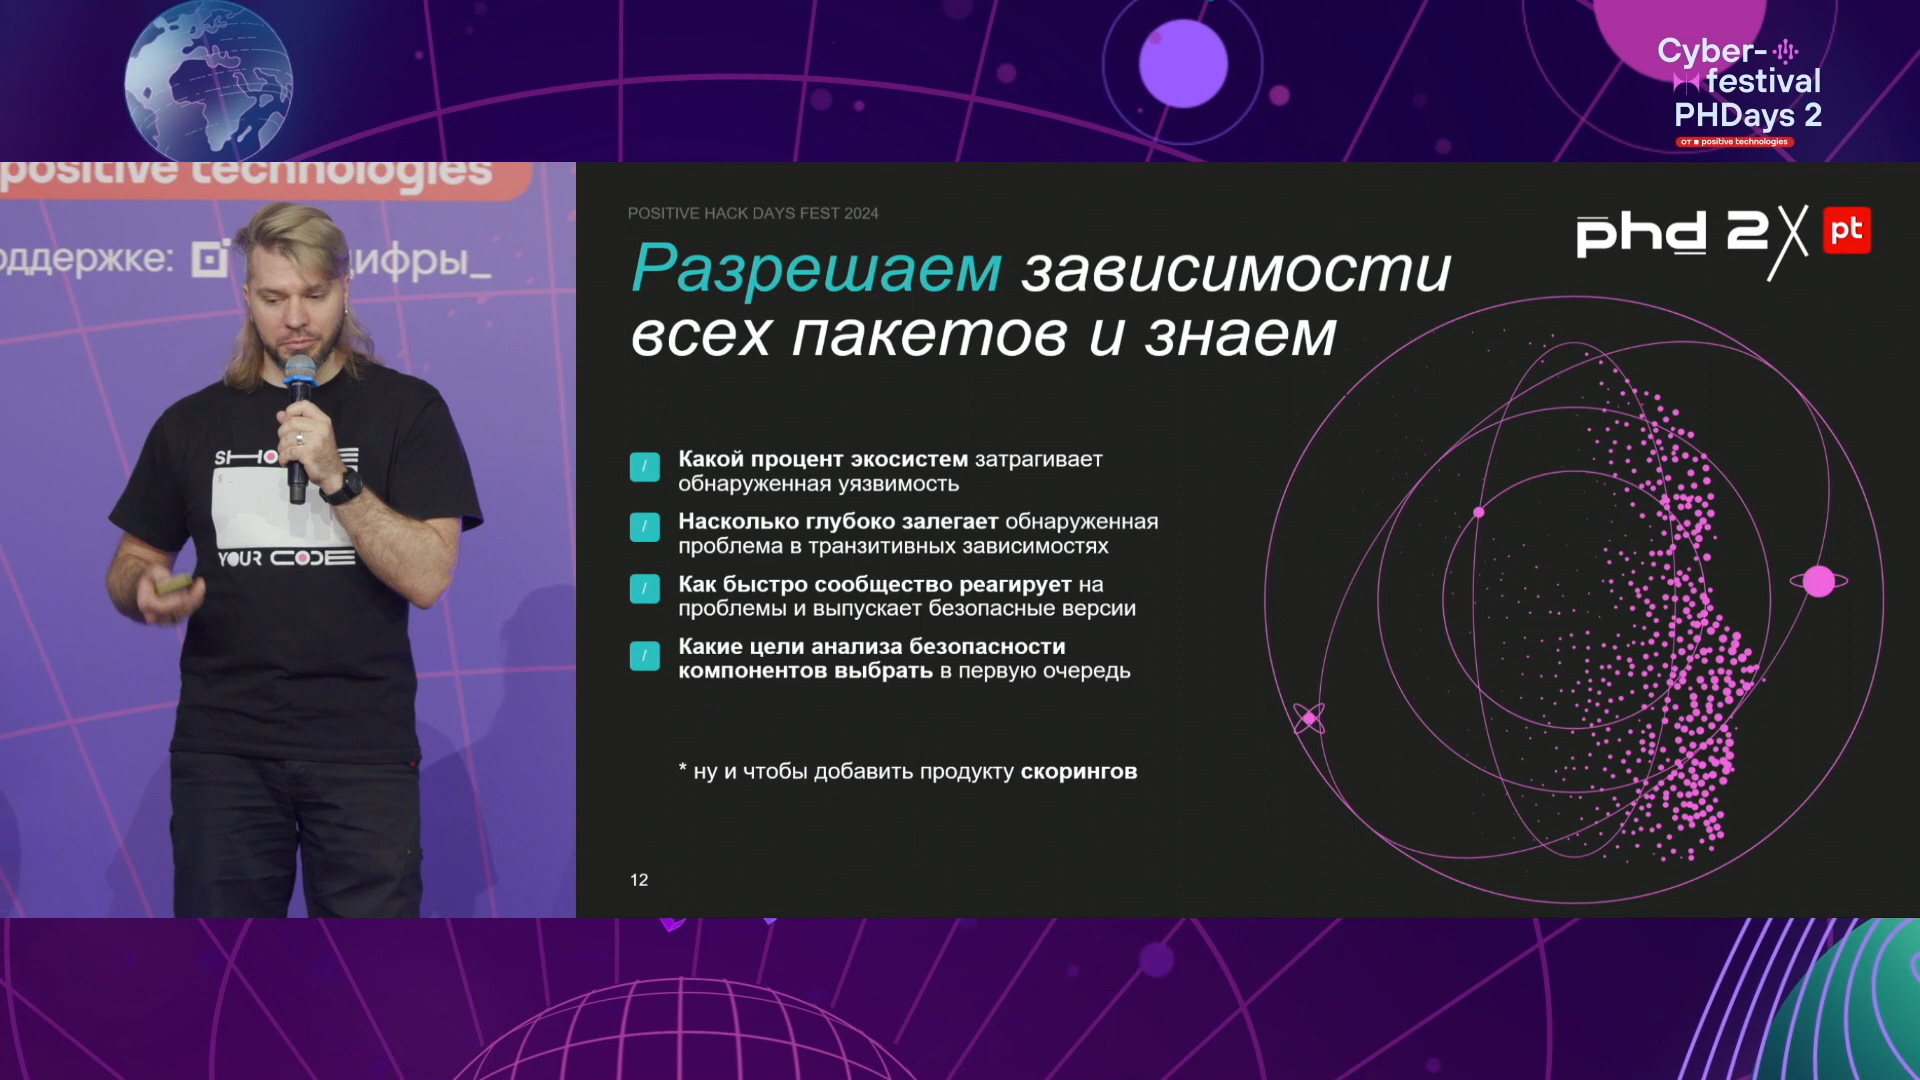 Cyber-
festival
PHDays 2
от positive technologies
positive technologies
оддержке:
цифры_
SHO
YOUR CODE
POSITIVE HACK DAYS FEST 2024
phd 2
pt
Разрешаем зависимости
всех пакетов и знаем
/ Какой процент экосистем затрагивает
обнаруженная уязвимость
/ Насколько глубоко залегает обнаруженная
проблема в транзитивных зависимостях
/ Как быстро сообщество реагирует на
проблемы и выпускает безопасные версии
/ Какие цели анализа безопасности
компонентов выбрать в первую очередь
* ну и чтобы добавить продукту скорингов
12